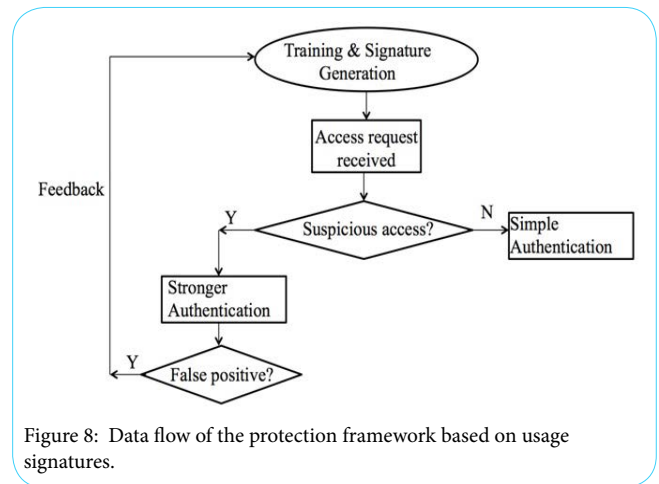 Training & Signature
Generation
Access request
received
Feedback
Y
Suspicious access?
N
Simple
Authentication
Stronger
Authentication
Y
False positive?
Figure 8: Data flow of the protection framework based on usage
signatures.